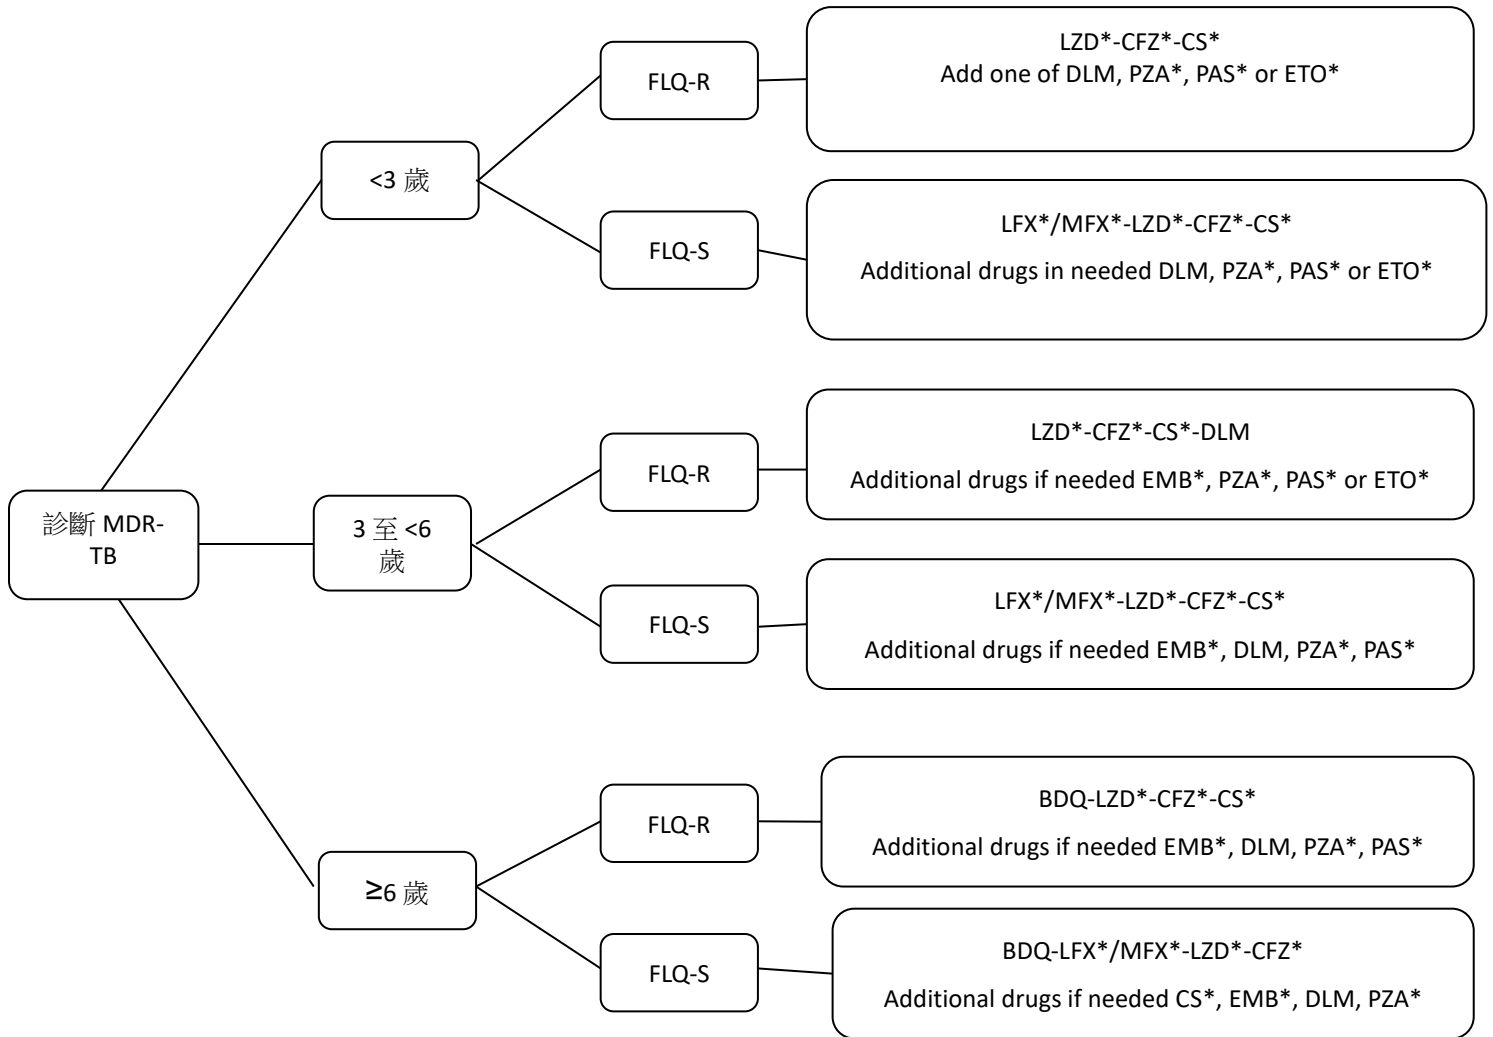 診斷 MDR-
TB
<3 歲
FLQ-R
LZD*-CFZ*-CS*
Add one of DLM, PZA*, PAS* or ETO*
FLQ-S
LFX*/MFX*-LZD*-CFZ*-CS*
Additional drugs in needed DLM, PZA*, PAS* or ETO*
3 至 <6
歲
FLQ-R
LZD*-CFZ*-CS*-DLM
Additional drugs if needed EMB*, PZA*, PAS* or ETO*
FLQ-S
LFX*/MFX*-LZD*-CFZ*-CS*
Additional drugs if needed EMB*, DLM, PZA*, PAS*
≥6 歲
FLQ-R
BDQ-LZD*-CFZ*-CS*
Additional drugs if needed EMB*, DLM, PZA*, PAS*
FLQ-S
BDQ-LFX*/MFX*-LZD*-CFZ*
Additional drugs if needed CS*, EMB*, DLM, PZA*